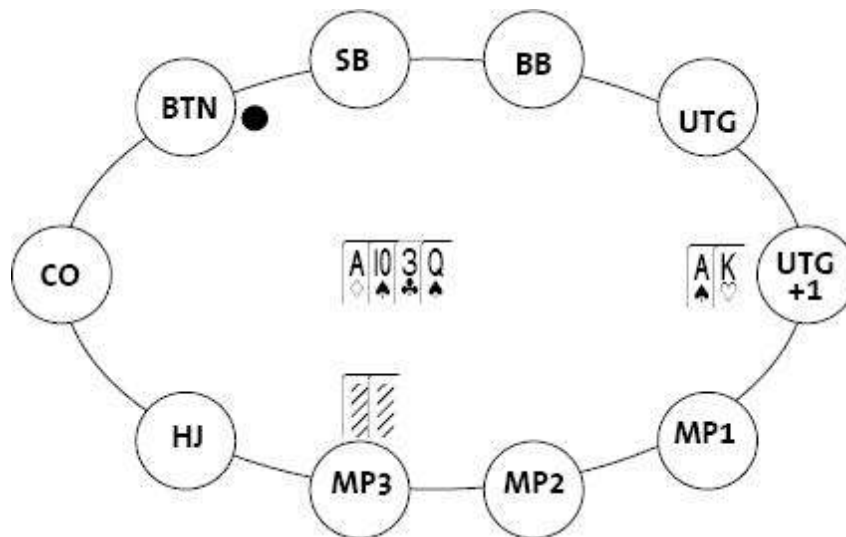 SB
BB
BTN
UTG
A 10 3 Q
A K
CO
UTG
+1
HJ
MP1
MP3
MP2